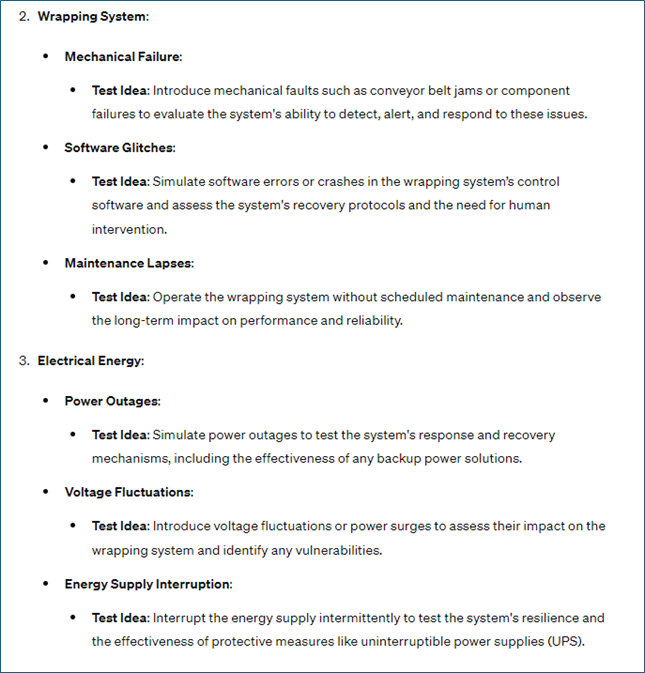 2. Wrapping System:
• Mechanical Failure:
• Test Idea: Introduce mechanical faults such as conveyor belt jams or component
failures to evaluate the system's ability to detect, alert, and respond to these issues.
• Software Glitches:
• Test Idea: Simulate software errors or crashes in the wrapping system's control
software and assess the system's recovery protocols and the need for human
intervention.
• Maintenance Lapses:
• Test Idea: Operate the wrapping system without scheduled maintenance and observe
the long-term impact on performance and reliability.
3. Electrical Energy:
• Power Outages:
• Test Idea: Simulate power outages to test the system's response and recovery
mechanisms, including the effectiveness of any backup power solutions.
• Voltage Fluctuations:
• Test Idea: Introduce voltage fluctuations or power surges to assess their impact on the
wrapping system and identify any vulnerabilities.
• Energy Supply Interruption:
• Test Idea: Interrupt the energy supply intermittently to test the system's resilience and
the effectiveness of protective measures like uninterruptible power supplies (UPS).